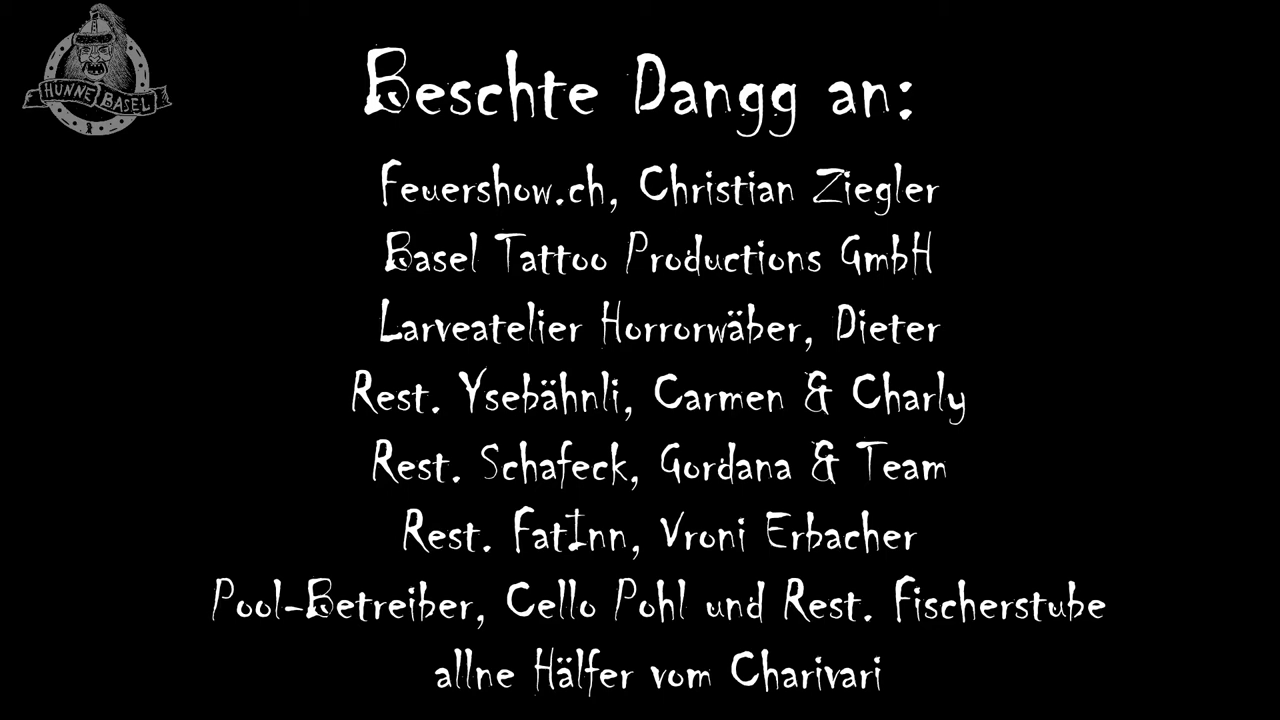 HUNNE BASEL
Beschte Dangg an:
Feuershow.ch, Christian Ziegler
Basel Tattoo Productions GmbH
Larveatelier Horrorwäber, Dieter
Rest. Ysebähnli, Carmen & Charly
Rest. Schafeck, Gordana & Team
Rest. FatInn, Vroni Erbacher
Pool-Betreiber, Cello Pohl und Rest. Fischerstube
allne Hälfer vom Charivari